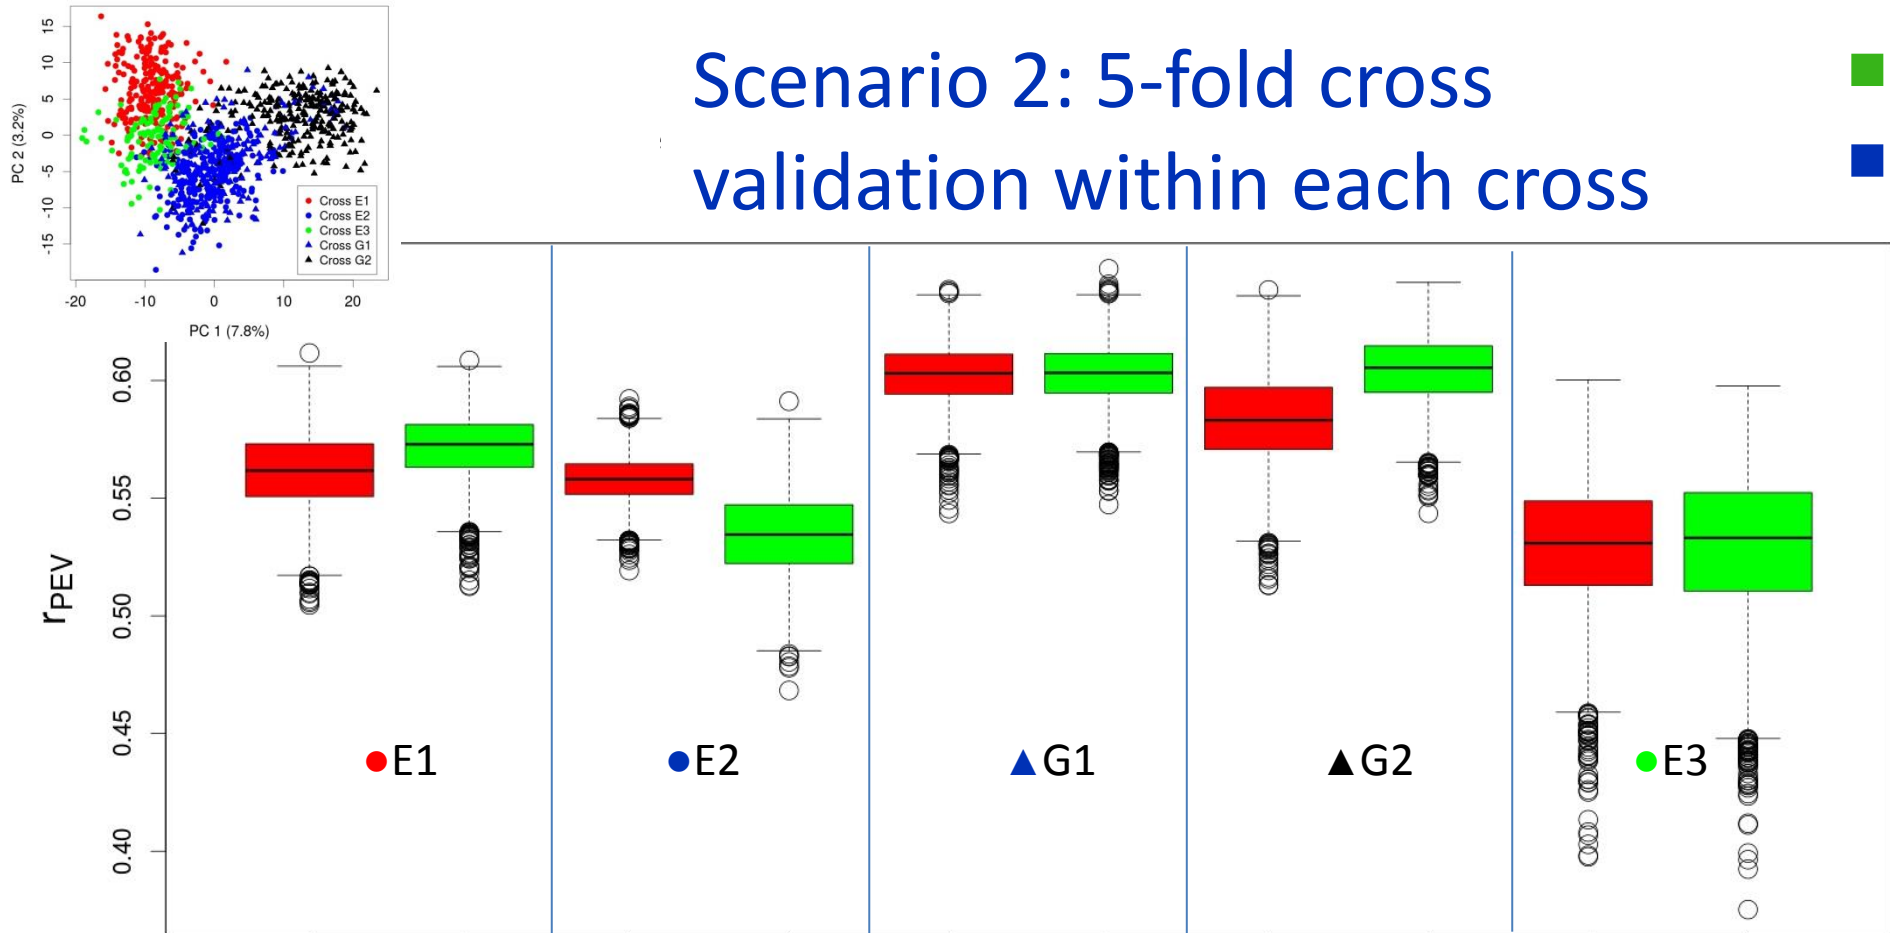 Scenario 2: 5-fold cross
validation within each cross
15
10
5
0
-5
-10
-15
PC 2 (3.2%)
Cross E1
Cross E2
Cross E3
Cross G1
Cross G2
-20 -10 0 10 20
PC 1 (7.8%)
0.60
0.55
0.50
0.45
0.40
rPEV
E1 E2 G1 G2 E3